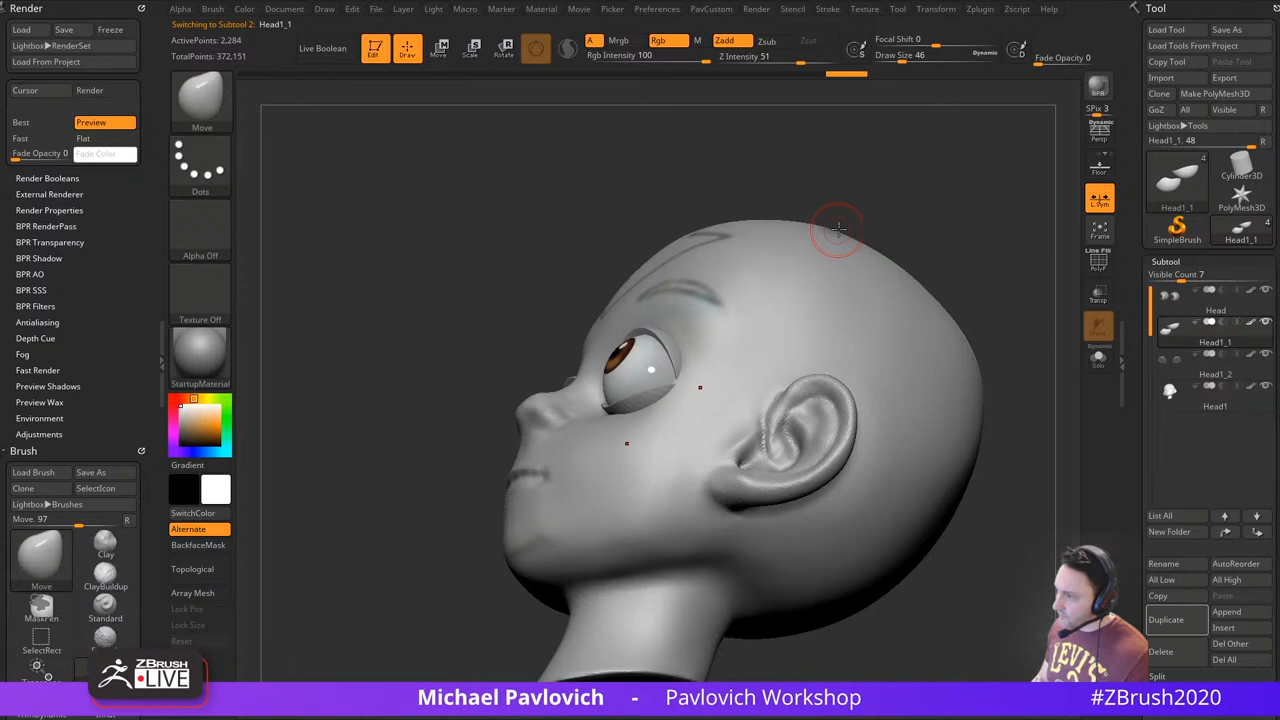 Render
Load Save Freeze
Lightbox▶RenderSet
Load From Project
Cursor Render
Best Preview
Fast Flat
Fade Opacity 0 Fade Color
Render Booleans
External Renderer
Render Properties
BPR RenderPass
BPR Transparency
BPR Shadow
BPR AO
BPR SSS
BPR Filters
Antialiasing
Depth Cue
Fog
Fast Render
Preview Shadows
Preview Wax
Environment
Adjustments
Brush
Load Brush Save As
Clone SelectIcon
Lightbox▶Brushes
Move. 97 R
Move Clay
ClayBuildup
MaskPen Standard
SelectRect
Alpha Brush Color Document Draw Edit File Layer Light Macro Marker Material Movie Picker Preferences PavCustom Render Stencil Stroke Texture Tool Transform Zplugin Zscript Help
Switching to Subtool 2: Head1_1
ActivePoints: 2,284
TotalPoints: 372,151
Live Boolean Edit Draw Move Scale Rotate
A Mrgb Rgb M Zadd Zsub Zcut
Rgb Intensity 100 Z Intensity 51
Focal Shift 0
Draw Size 46 Dynamic
S D
Fade Opacity 0
Move
Dots
Alpha Off
Texture Off
StartupMaterial
Gradient
SwitchColor
Alternate
BackfaceMask
Topological
Array Mesh
Lock Pos
Lock Size
Reset
BPR
SPix 3
Dynamic
Persp
Floor
L.Sym
Frame
Line Fill
PolyF
Transp
Dynamic
Solo
Tool
Load Tool Save As
Load Tools From Project
Copy Tool Paste Tool
Import Export
Clone Make PolyMesh3D
GoZ All Visible R
Lightbox▶Tools
Head1_1. 48 R
4
Head1_1 Cylinder3D
PolyMesh3D
SimpleBrush 4 Head1_1
Subtool
Visible Count 7
Head
Head1_1
Head1_2
Head1
List All
New Folder
Rename AutoReorder
All Low All High
Copy Paste
Duplicate Append
Insert
Delete Del Other
Del All
Split
LEVI'S
ZBRUSH
LIVE
Michael Pavlovich - Pavlovich Workshop #ZBrush2020